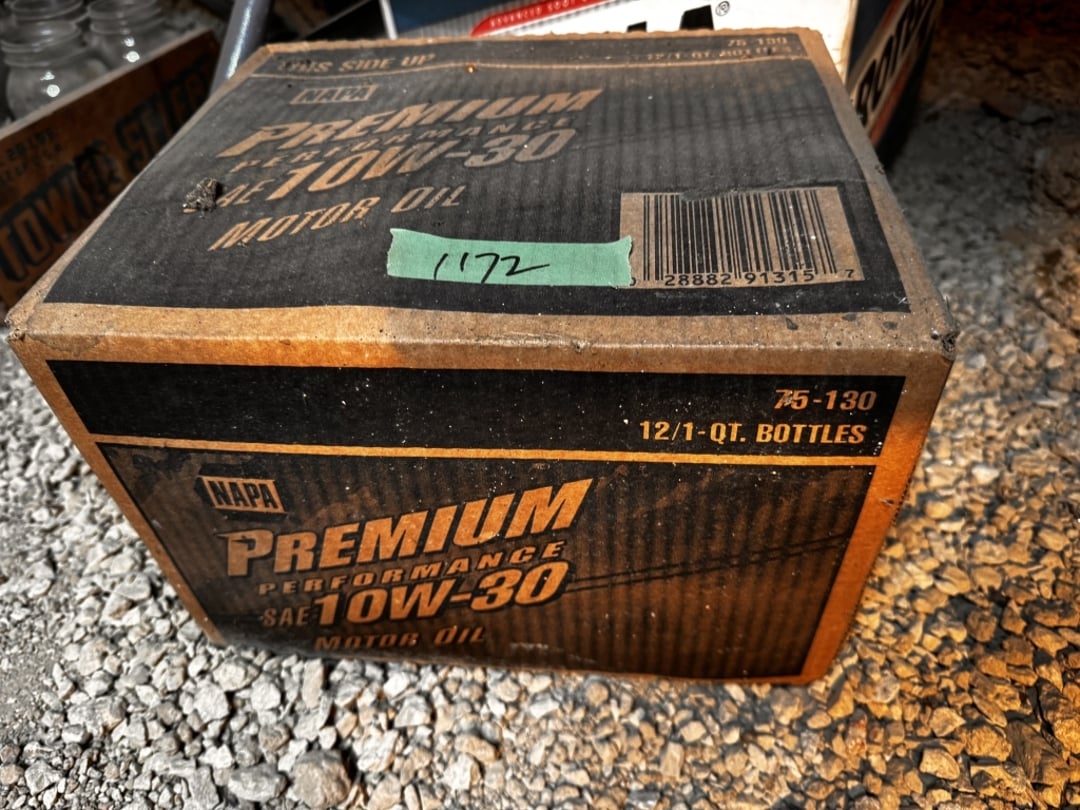 THIS SIDE UP
75-130
12/1-QT. BOTTLES
NAPA
PREMIUM
PERFORMANCE
SAE 10W-30
MOTOR OIL
1172
0 28882 91315 7
75-130
12/1-QT. BOTTLES
NAPA
PREMIUM
PERFORMANCE
SAE 10W-30
MOTOR OIL